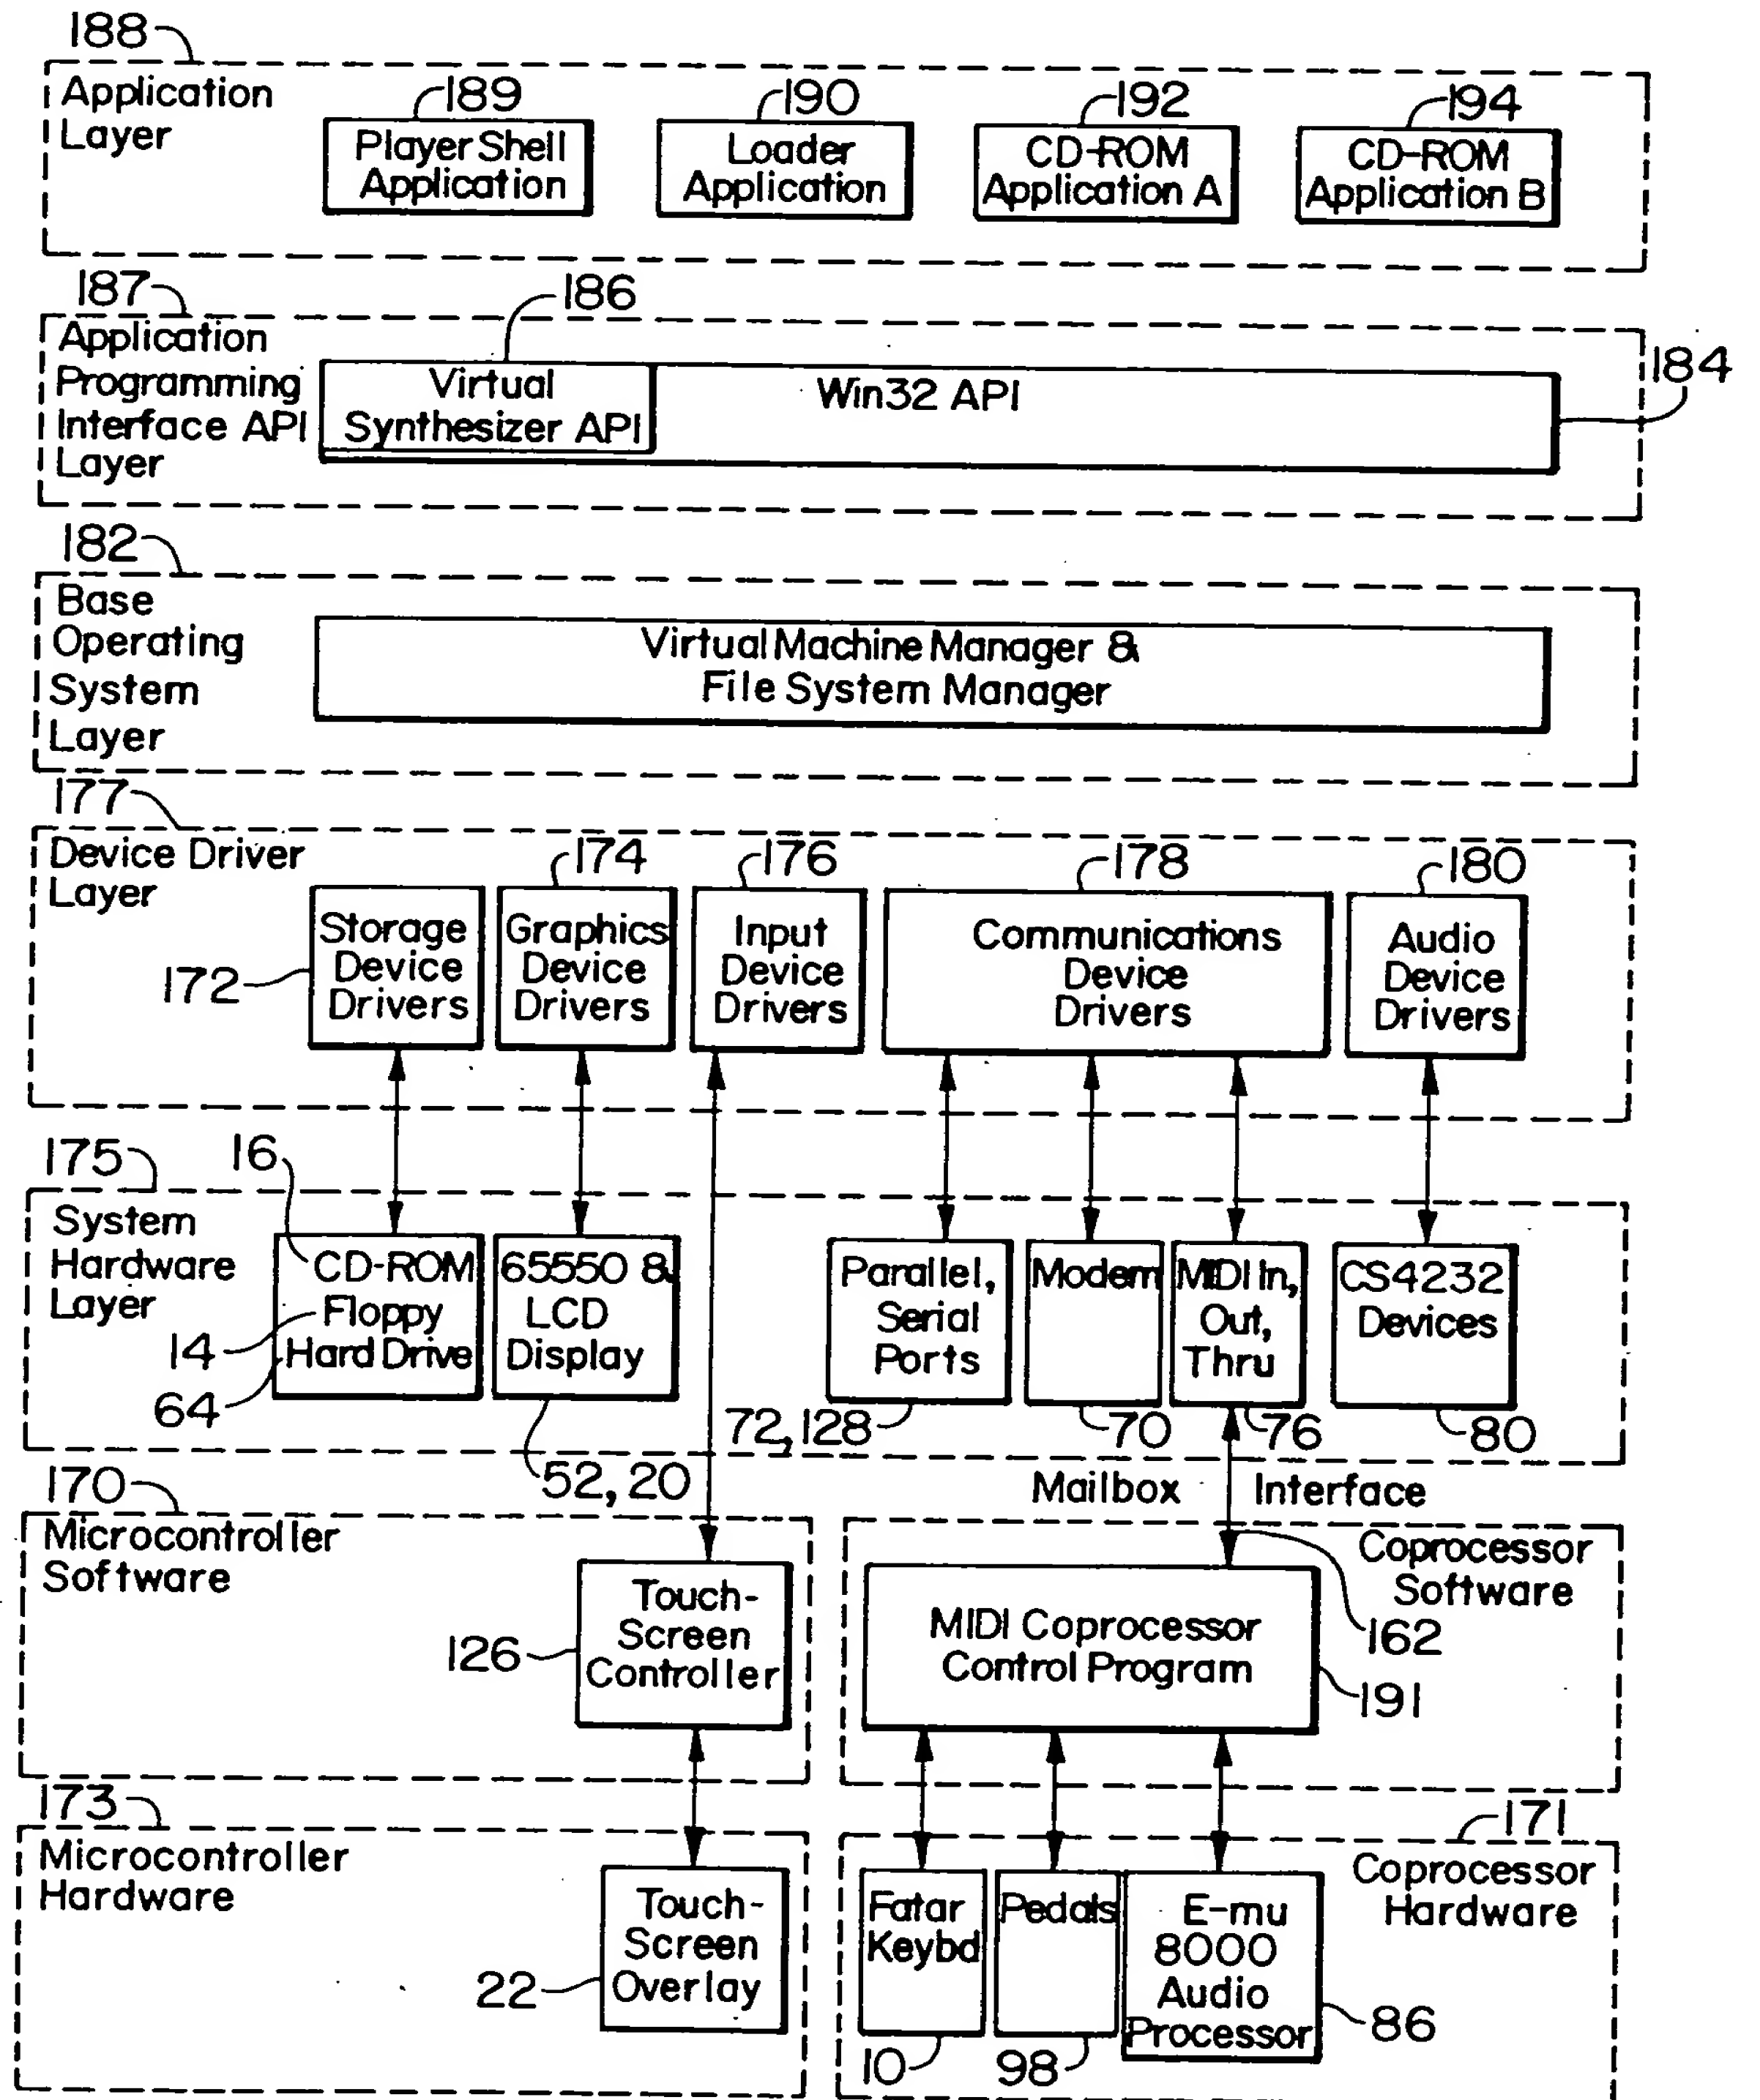 188
Application
Layer
189
Player Shell
Application
190
Loader
Application
192
CD-ROM
Application A
194
CD-ROM
Application B
187
Application
Programming
Interface API
Layer
186
Virtual
Synthesizer API
Win32 API
184
182
Base
Operating
System
Layer
Virtual Machine Manager &
File System Manager
177
Device Driver
Layer
172
Storage
Device
Drivers
174
Graphics
Device
Drivers
176
Input
Device
Drivers
178
Communications
Device
Drivers
180
Audio
Device
Drivers
175
System
Hardware
Layer
16
14
64
CD-ROM
Floppy
Hard Drive
65550 &
LCD
Display
52, 20
Parallel,
Serial
Ports
72, 128
Modem
70
MIDI In,
Out,
Thru
76
CS4232
Devices
80
Mailbox Interface
170
Microcontroller
Software
126
Touch-
Screen
Controller
Coprocessor
Software
162
MIDI Coprocessor
Control Program
191
173
Microcontroller
Hardware
22
Touch-
Screen
Overlay
171
Coprocessor
Hardware
Fatar
Keybd
10
Pedals
98
E-mu
8000
Audio
Processor
86